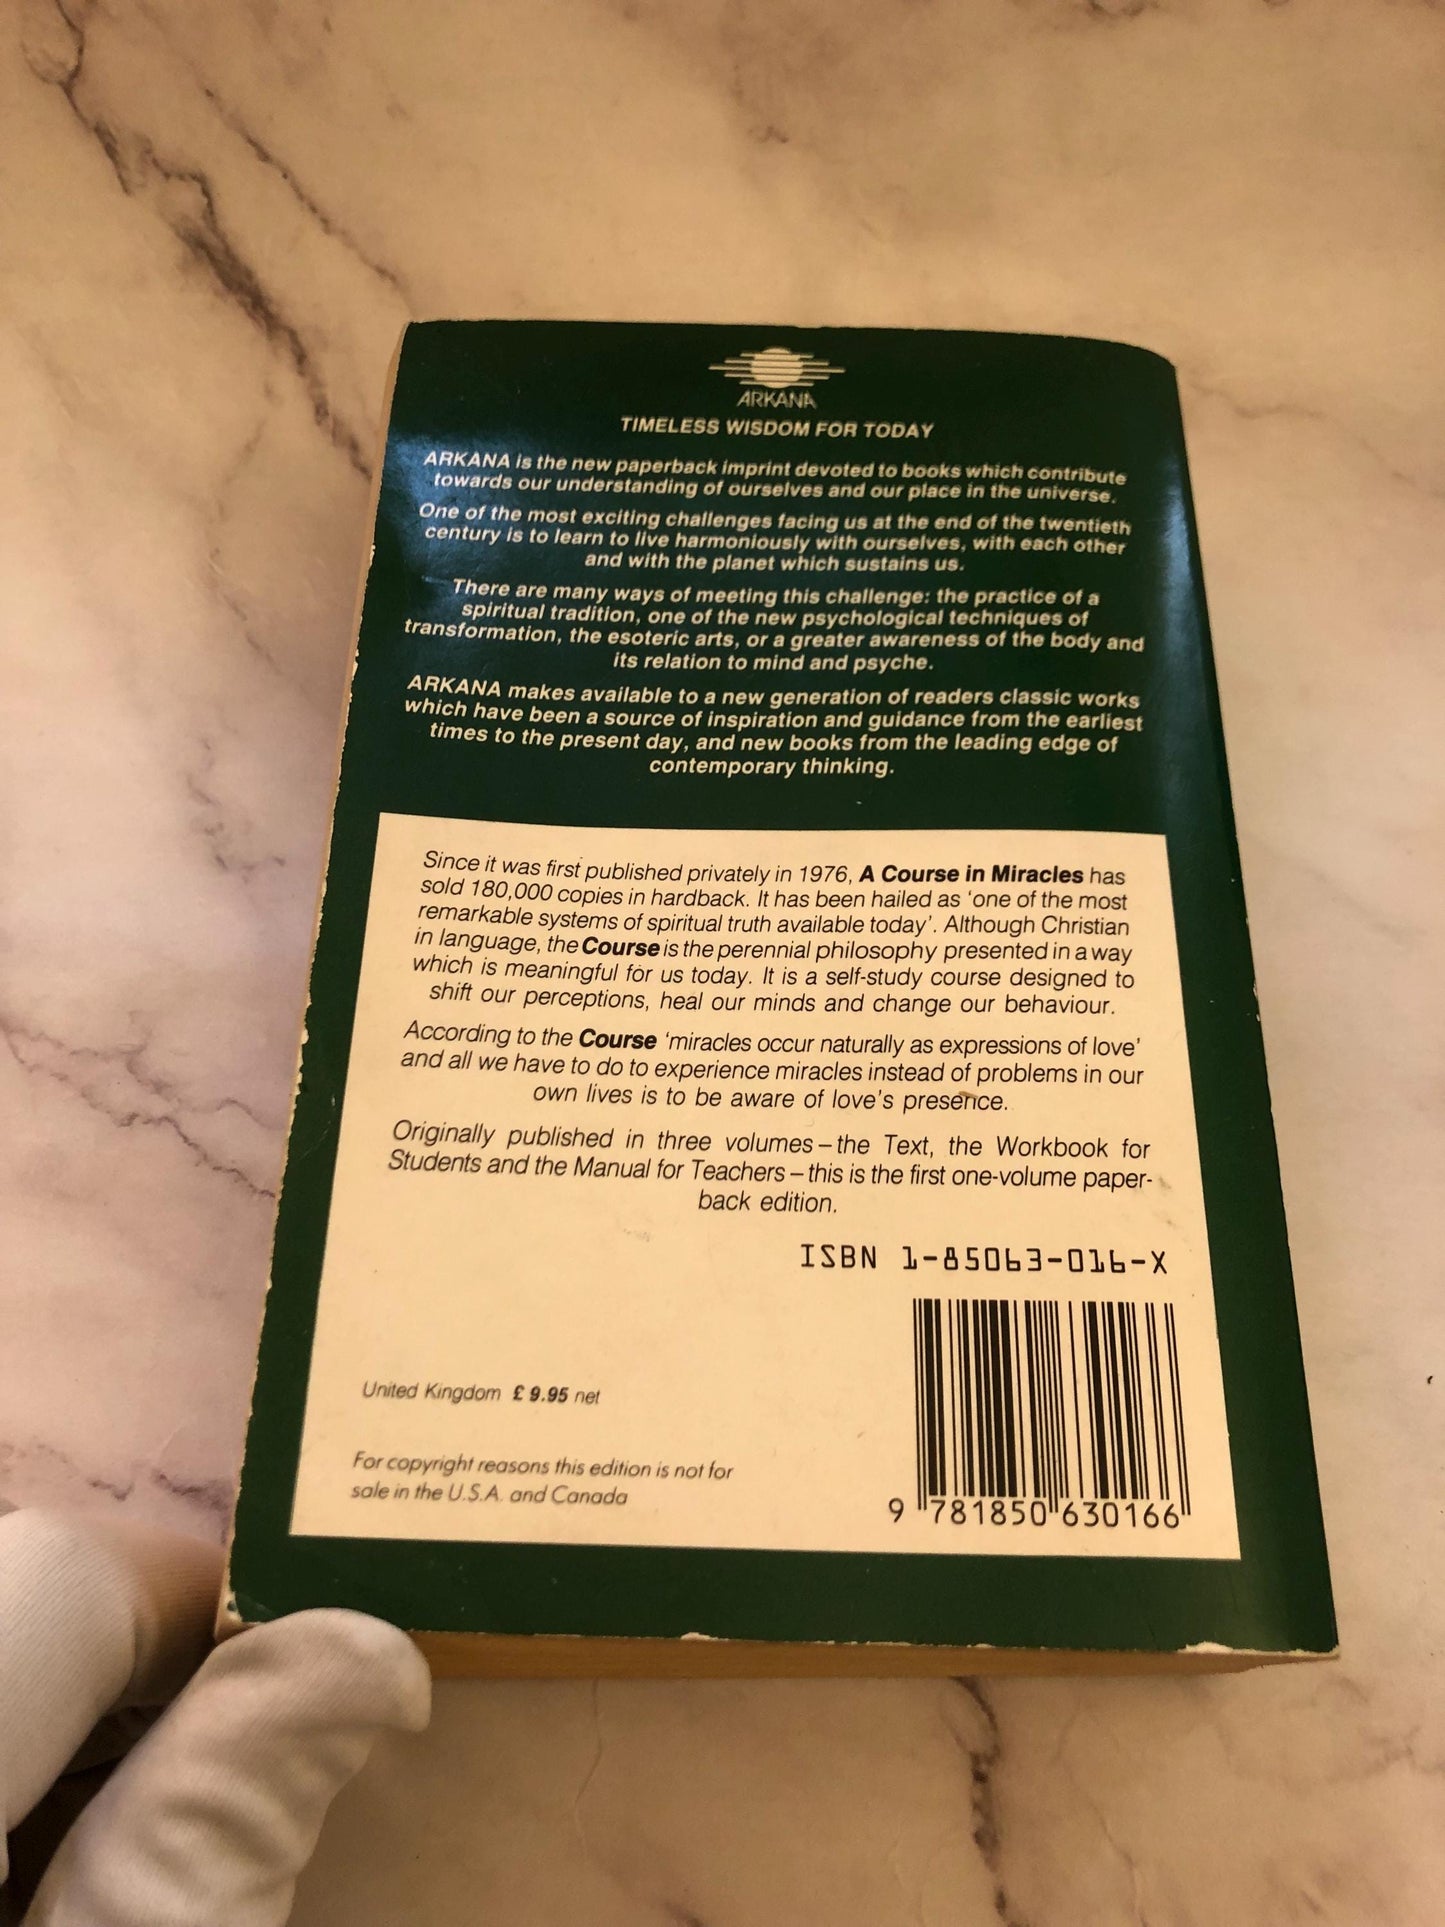 ARKANA
TIMELESS WISDOM FOR TODAY
ARKANA is the new paperback imprint devoted to books which contribute
towards our understanding of ourselves and our place in the universe.
One of the most exciting challenges facing us at the end of the twentieth
century is to learn to live harmoniously with ourselves, with each other
and with the planet which sustains us.
There are many ways of meeting this challenge: the practice of a
spiritual tradition, one of the new psychological techniques of
transformation, the esoteric arts, or a greater awareness of the body and
its relation to mind and psyche.
ARKANA makes available to a new generation of readers classic works
which have been a source of inspiration and guidance from the earliest
times to the present day, and new books from the leading edge of
contemporary thinking.
Since it was first published privately in 1976, A Course in Miracles has
sold 180,000 copies in hardback. It has been hailed as 'one of the most
remarkable systems of spiritual truth available today'. Although Christian
in language, the Course is the perennial philosophy presented in a way
which is meaningful for us today. It is a self-study course designed to
shift our perceptions, heal our minds and change our behaviour.
According to the Course 'miracles occur naturally as expressions of love'
and all we have to do to experience miracles instead of problems in our
own lives is to be aware of love's presence.
Originally published in three volumes – the Text, the Workbook for
Students and the Manual for Teachers – this is the first one-volume paper-
back edition.
ISBN 1-85063-016-X
United Kingdom £ 9.95 net
For copyright reasons this edition is not for
sale in the U.S.A. and Canada
9 781850 630166